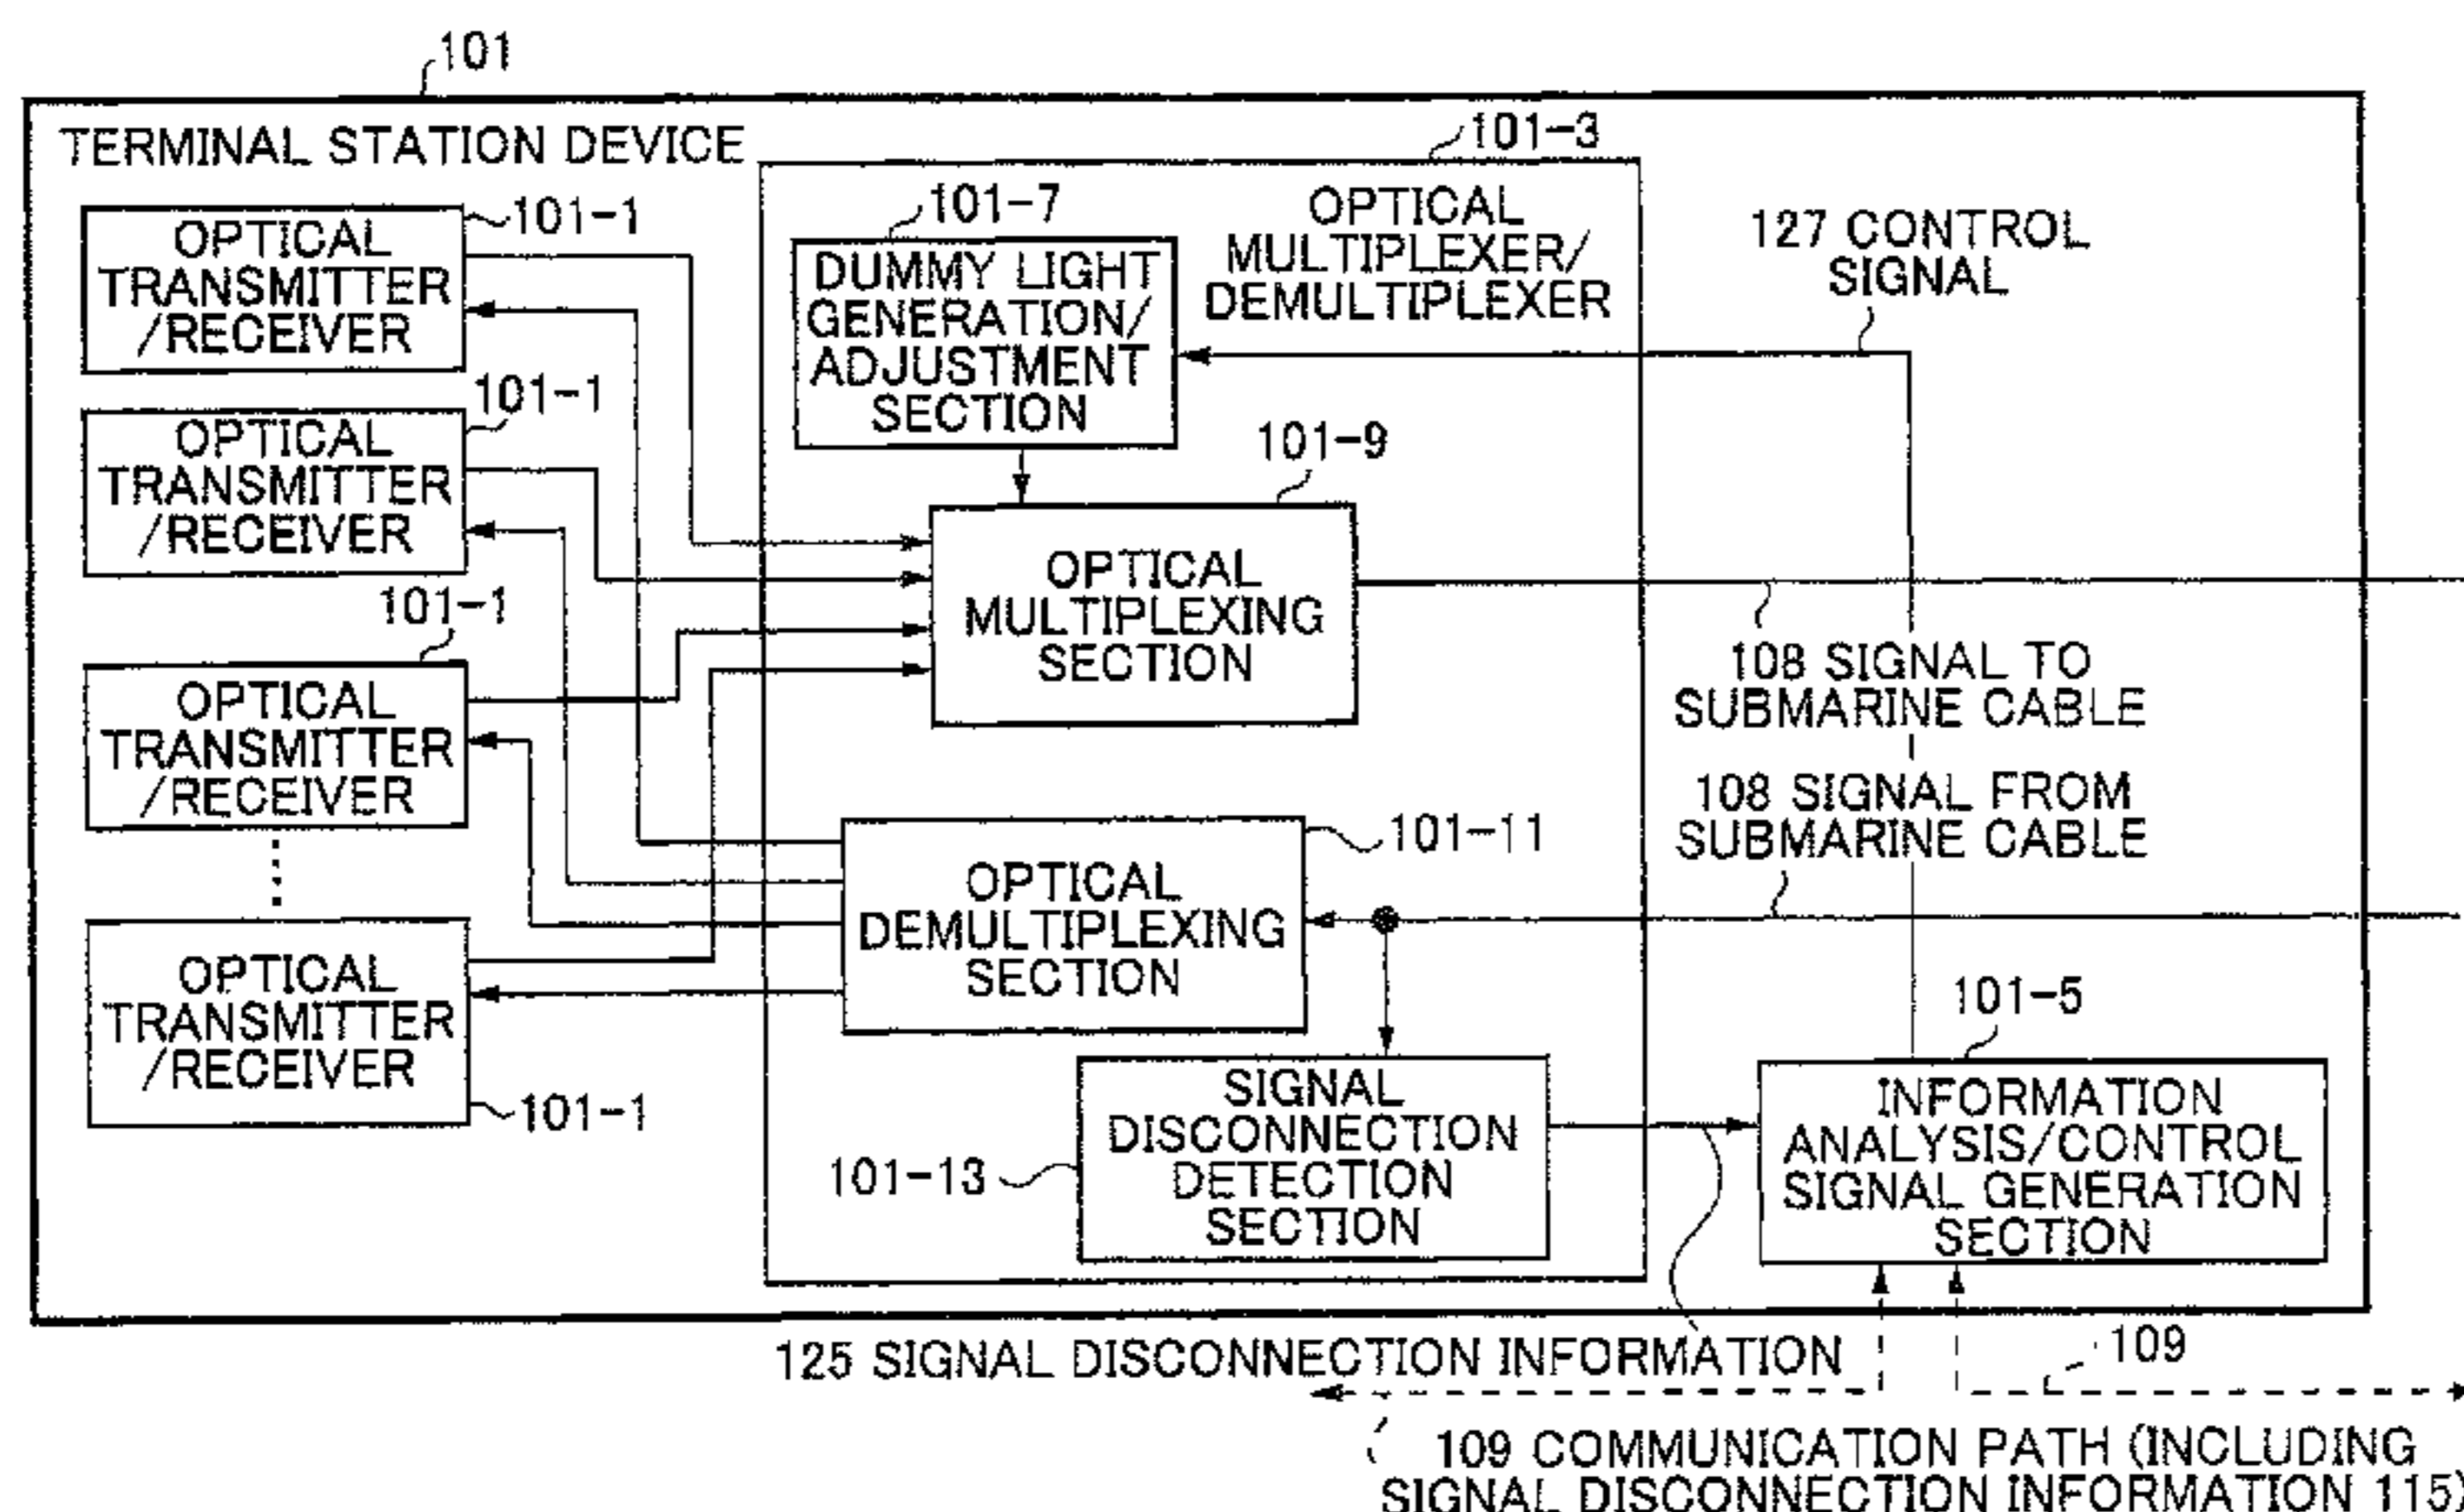 101
TERMINAL STATION DEVICE
101-3
OPTICAL
TRANSMITTER
/RECEIVER
101-1
101-7
DUMMY LIGHT
GENERATION/
ADJUSTMENT
SECTION
OPTICAL
MULTIPLEXER/
DEMULTIPLEXER
127 CONTROL
SIGNAL
OPTICAL
TRANSMITTER
/RECEIVER
101-1
101-9
OPTICAL
MULTIPLEXING
SECTION
101-1
OPTICAL
TRANSMITTER
/RECEIVER
108 SIGNAL TO
SUBMARINE CABLE
108 SIGNAL FROM
SUBMARINE CABLE
101-11
OPTICAL
DEMULTIPLEXING
SECTION
OPTICAL
TRANSMITTER
/RECEIVER
101-1
101-13
SIGNAL
DISCONNECTION
DETECTION
SECTION
101-5
INFORMATION
ANALYSIS/CONTROL
SIGNAL GENERATION
SECTION
125 SIGNAL DISCONNECTION INFORMATION
109
109 COMMUNICATION PATH (INCLUDING
SIGNAL DISCONNECTION INFORMATION 115)